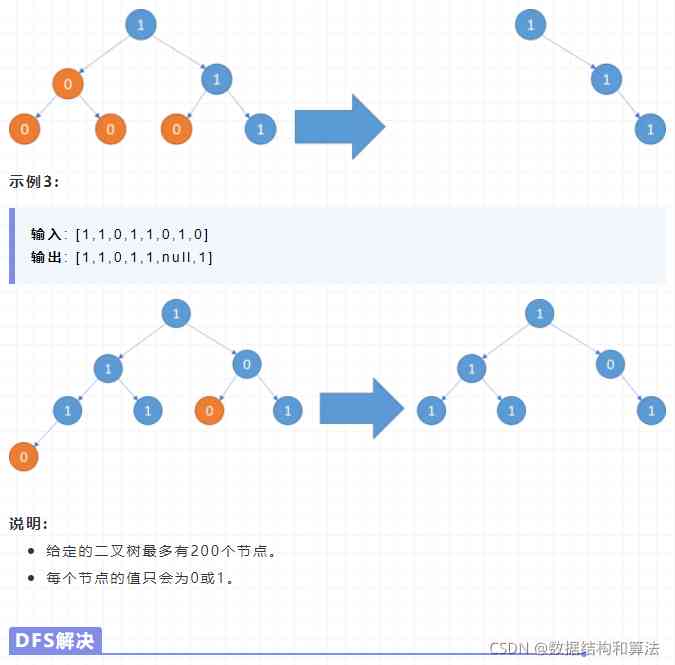 1 1
0 1 1
0 0 0 1 1
示例3：
输入：[1,1,0,1,1,0,1,0]
输出：[1,1,0,1,1,null,1]
1 1
1 0 1 0
1 1 0 1 1 1 1
0
说明：
给定的二叉树最多有200个节点。
每个节点的值只会为0或1。
DFS解决
CSDN @数据结构和算法